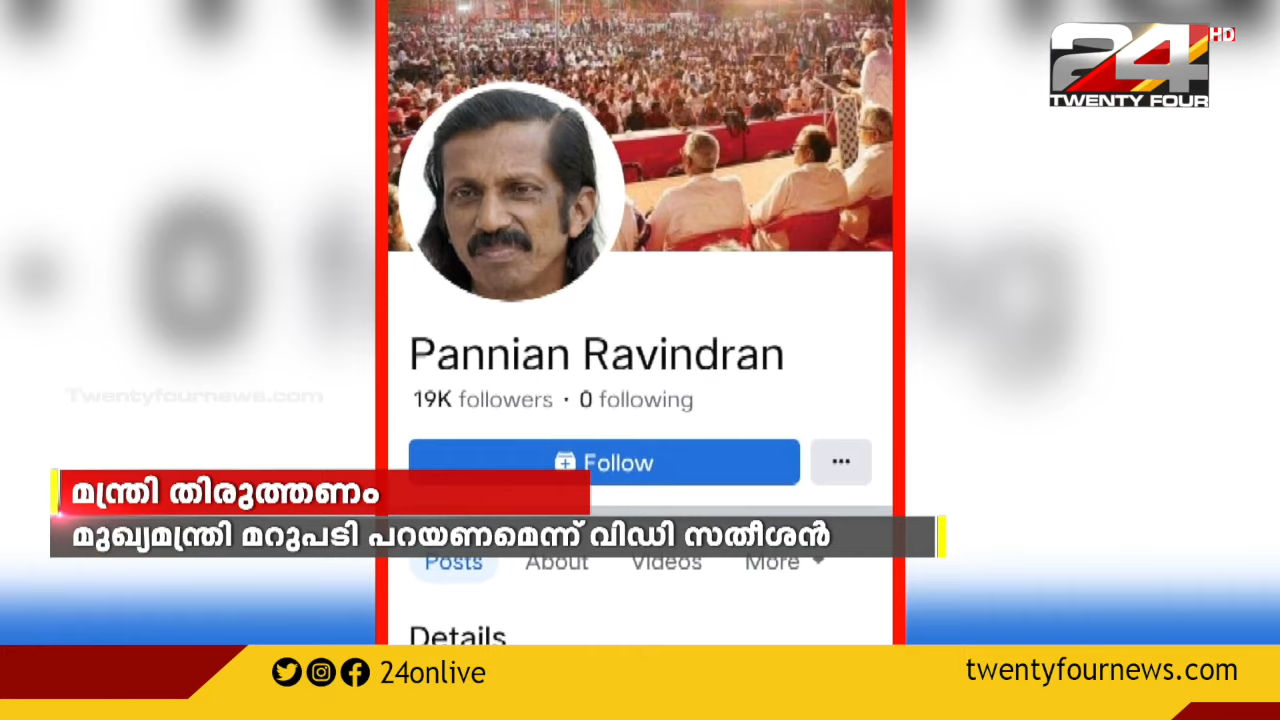 24 HD
TWENTY FOUR
Pannian Ravindran
19K followers · 0 following
Follow
Twentyfournews.com
മന്ത്രി തിരുത്തണം
മുഖ്യമന്ത്രി മറുപടി പറയണമെന്ന് വിഡി സതീശൻ
Posts About Videos More
Details
24onlive
twentyfournews.com